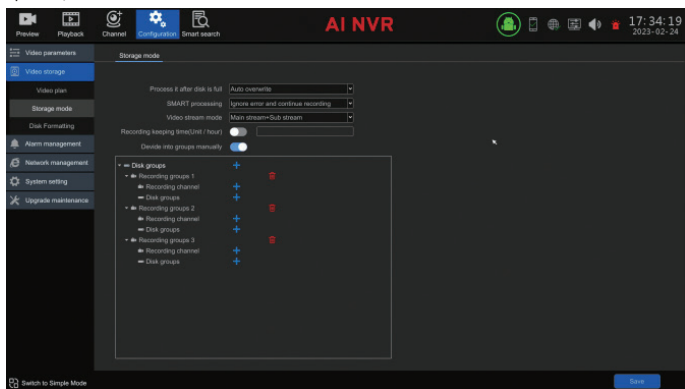 Preview Playback Channel Configuration Smart search AI NVR 17:34:19
2023-02-24
Video parameters
Video storage
Video plan
Storage mode
Disk Formatting
Alarm management
Network management
System setting
Upgrade maintenance
Switch to Simple Mode
Storage mode
Process it after disk is full Auto overwrite
SMART processing Ignore error and continue recording
Video stream mode Main stream+Sub stream
Recording keeping time(Unit / hour)
Devide into groups manually
Disk groups
Recording groups 1
Recording channel
Disk groups
Recording groups 2
Recording channel
Disk groups
Recording groups 3
Recording channel
Disk groups
Save